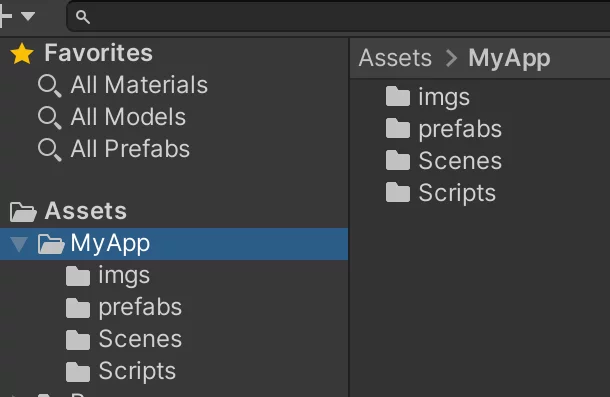 Favorites
All Materials
All Models
All Prefabs
Assets
MyApp
imgs
prefabs
Scenes
Scripts
Assets > MyApp
imgs
prefabs
Scenes
Scripts